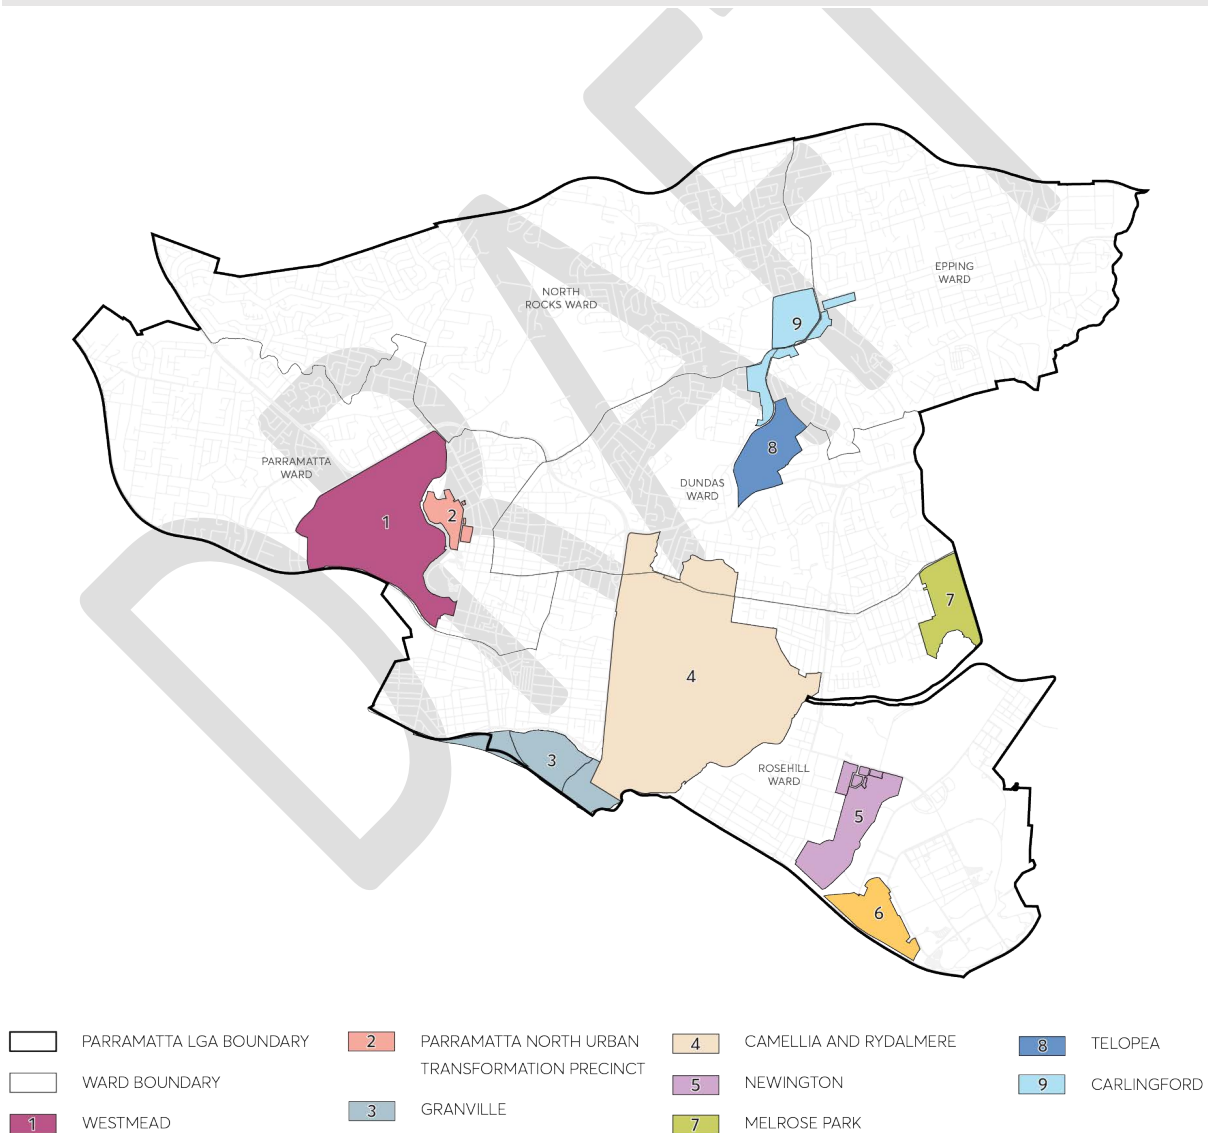 DRAFT
EPPING
WARD
NORTH
ROCKS WARD
9
PARRAMATTA
WARD
8
DUNDAS
WARD
1
2
7
4
3
ROSEHILL
WARD
5
6
PARRAMATTA LGA BOUNDARY
WARD BOUNDARY
1 WESTMEAD
2 PARRAMATTA NORTH URBAN
TRANSFORMATION PRECINCT
3 GRANVILLE
4 CAMELLIA AND RYDALMERE
5 NEWINGTON
7 MELROSE PARK
8 TELOPEA
9 CARLINGFORD